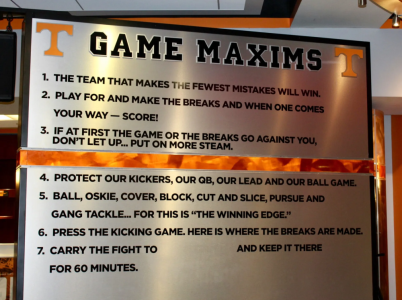 T GAME MAXIMS T
1. THE TEAM THAT MAKES THE FEWEST MISTAKES WILL WIN.
2. PLAY FOR AND MAKE THE BREAKS AND WHEN ONE COMES
YOUR WAY — SCORE!
3. IF AT FIRST THE GAME OR THE BREAKS GO AGAINST YOU,
DON'T LET UP... PUT ON MORE STEAM.
4. PROTECT OUR KICKERS, OUR QB, OUR LEAD AND OUR BALL GAME.
5. BALL, OSKIE, COVER, BLOCK, CUT AND SLICE, PURSUE AND
GANG TACKLE... FOR THIS IS “THE WINNING EDGE.”
6. PRESS THE KICKING GAME. HERE IS WHERE THE BREAKS ARE MADE.
7. CARRY THE FIGHT TO AND KEEP IT THERE
FOR 60 MINUTES.